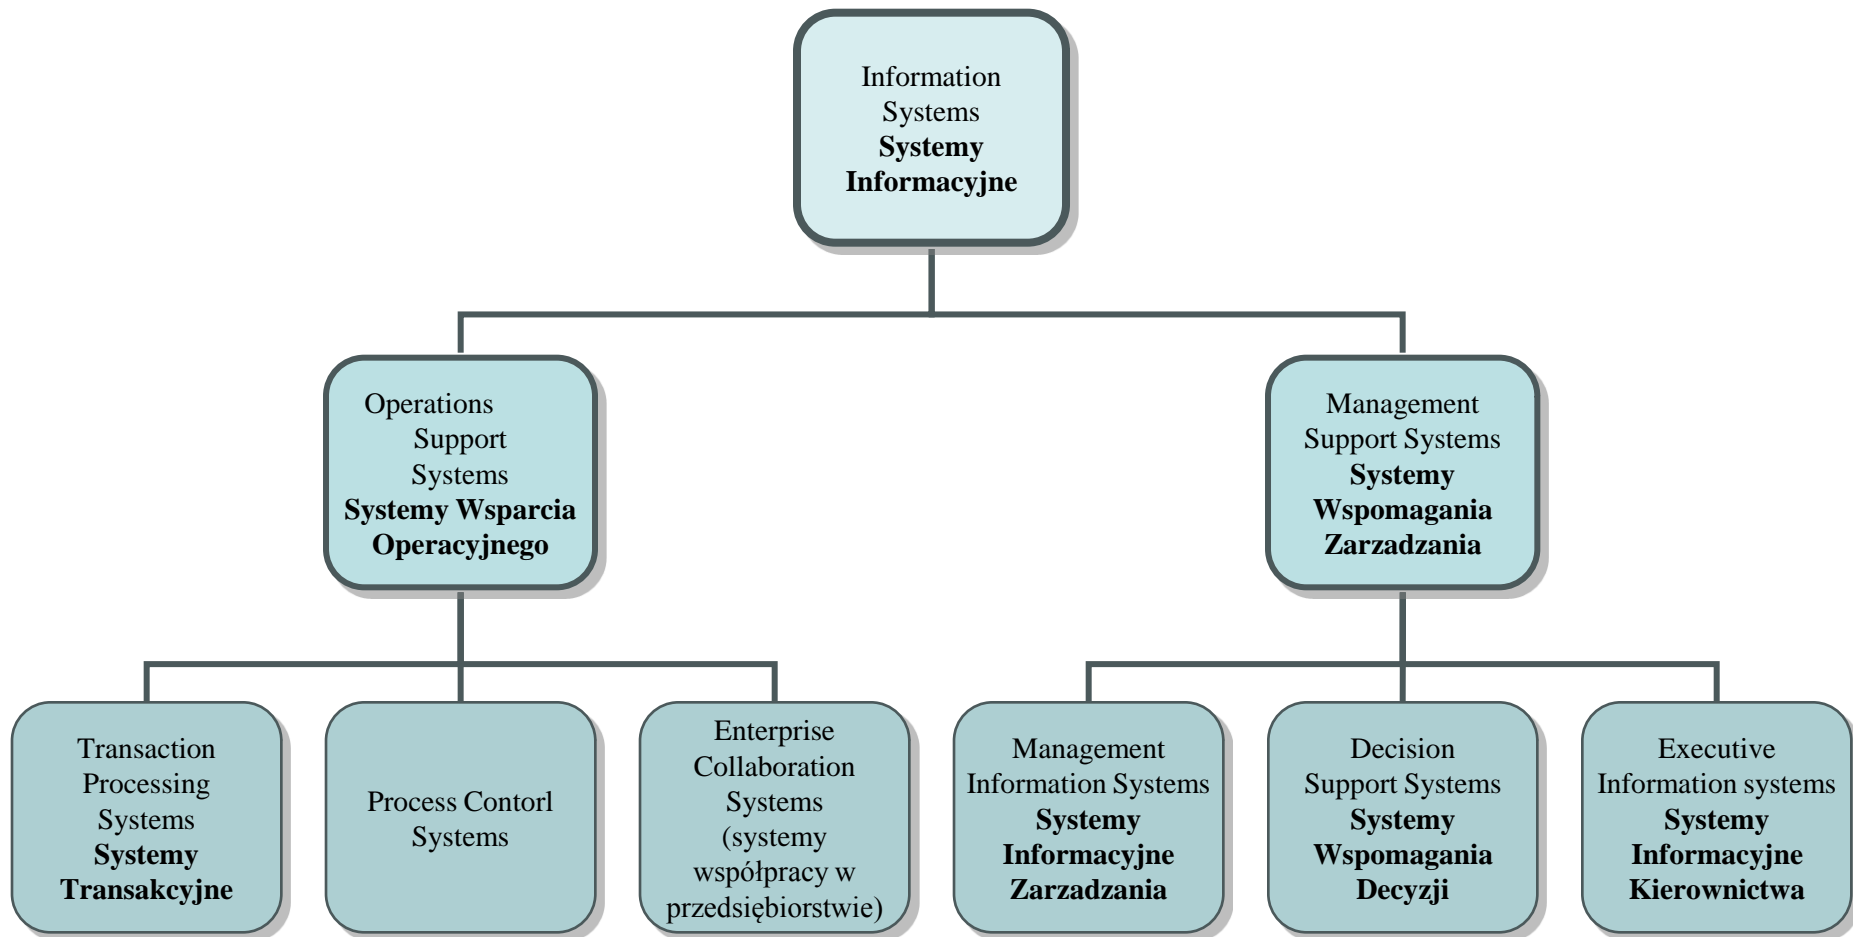 Information
Systems
Systemy
Informacyjne
Operations
Support
Systems
Systemy Wsparcia
Operacyjnego
Management
Support Systems
Systemy
Wspomagania
Zarzadzania
Transaction
Processing
Systems
Systemy
Transakcyjne
Process Contorl
Systems
Enterprise
Collaboration
Systems
(systemy
współpracy w
przedsiębiorstwie)
Management
Information Systems
Systemy
Informacyjne
Zarzadzania
Decision
Support Systems
Systemy
Wspomagania
Decyzji
Executive
Information systems
Systemy
Informacyjne
Kierownictwa